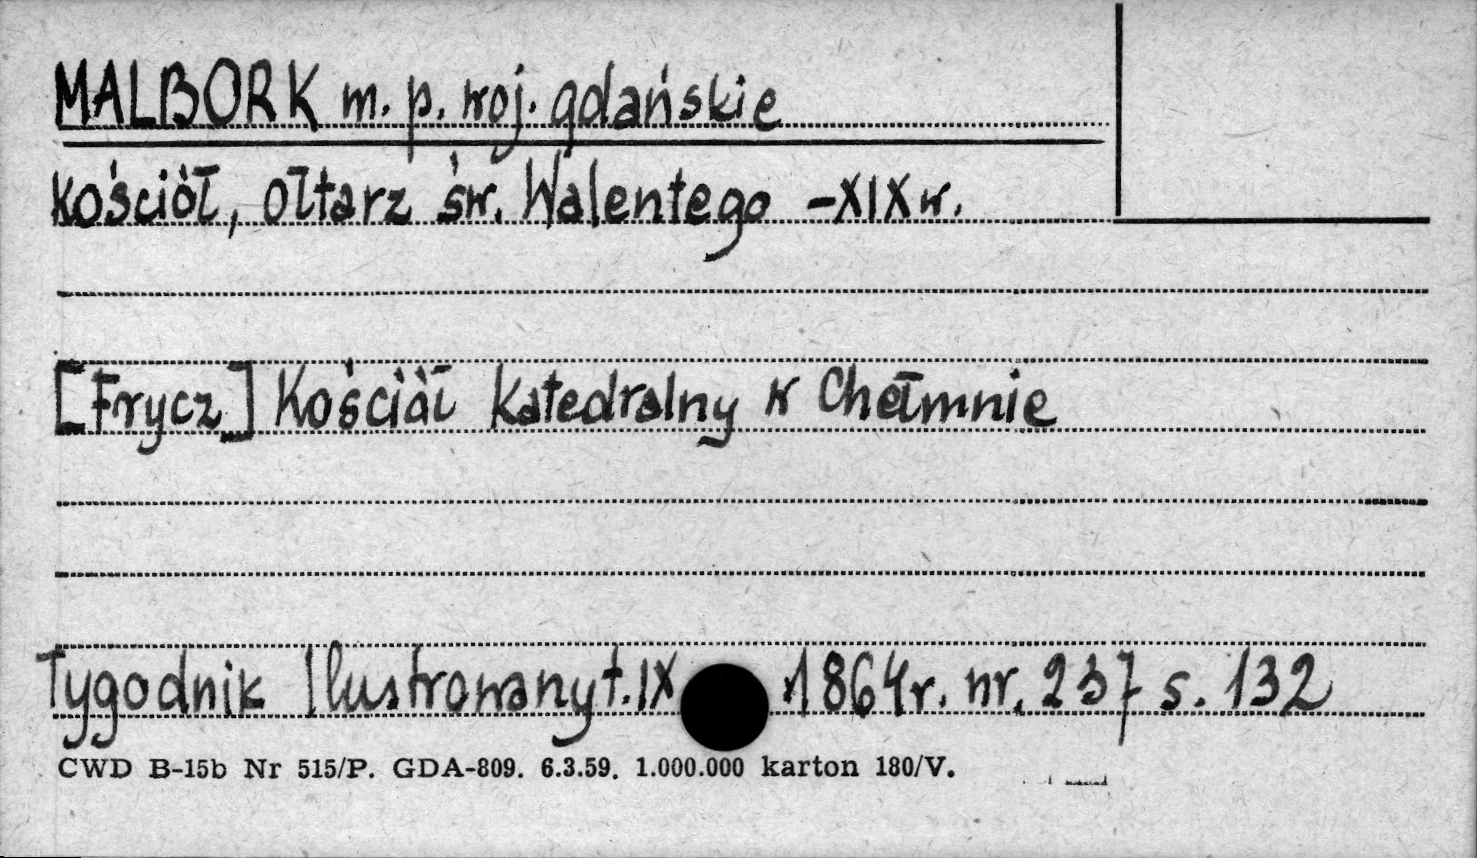 MALBORK m. p. woj. gdańskie
Kościół, ołtarz św. Walentego – XIX w.
[Frycz] Kościół Katedralny w Chełmnie
Tygodnik Ilustrowany t. IX 1864 r. nr. 237 s. 132
CWD B-15b Nr 515/P. GDA-809. 6.3.59. 1.000.000 karton 180/V.